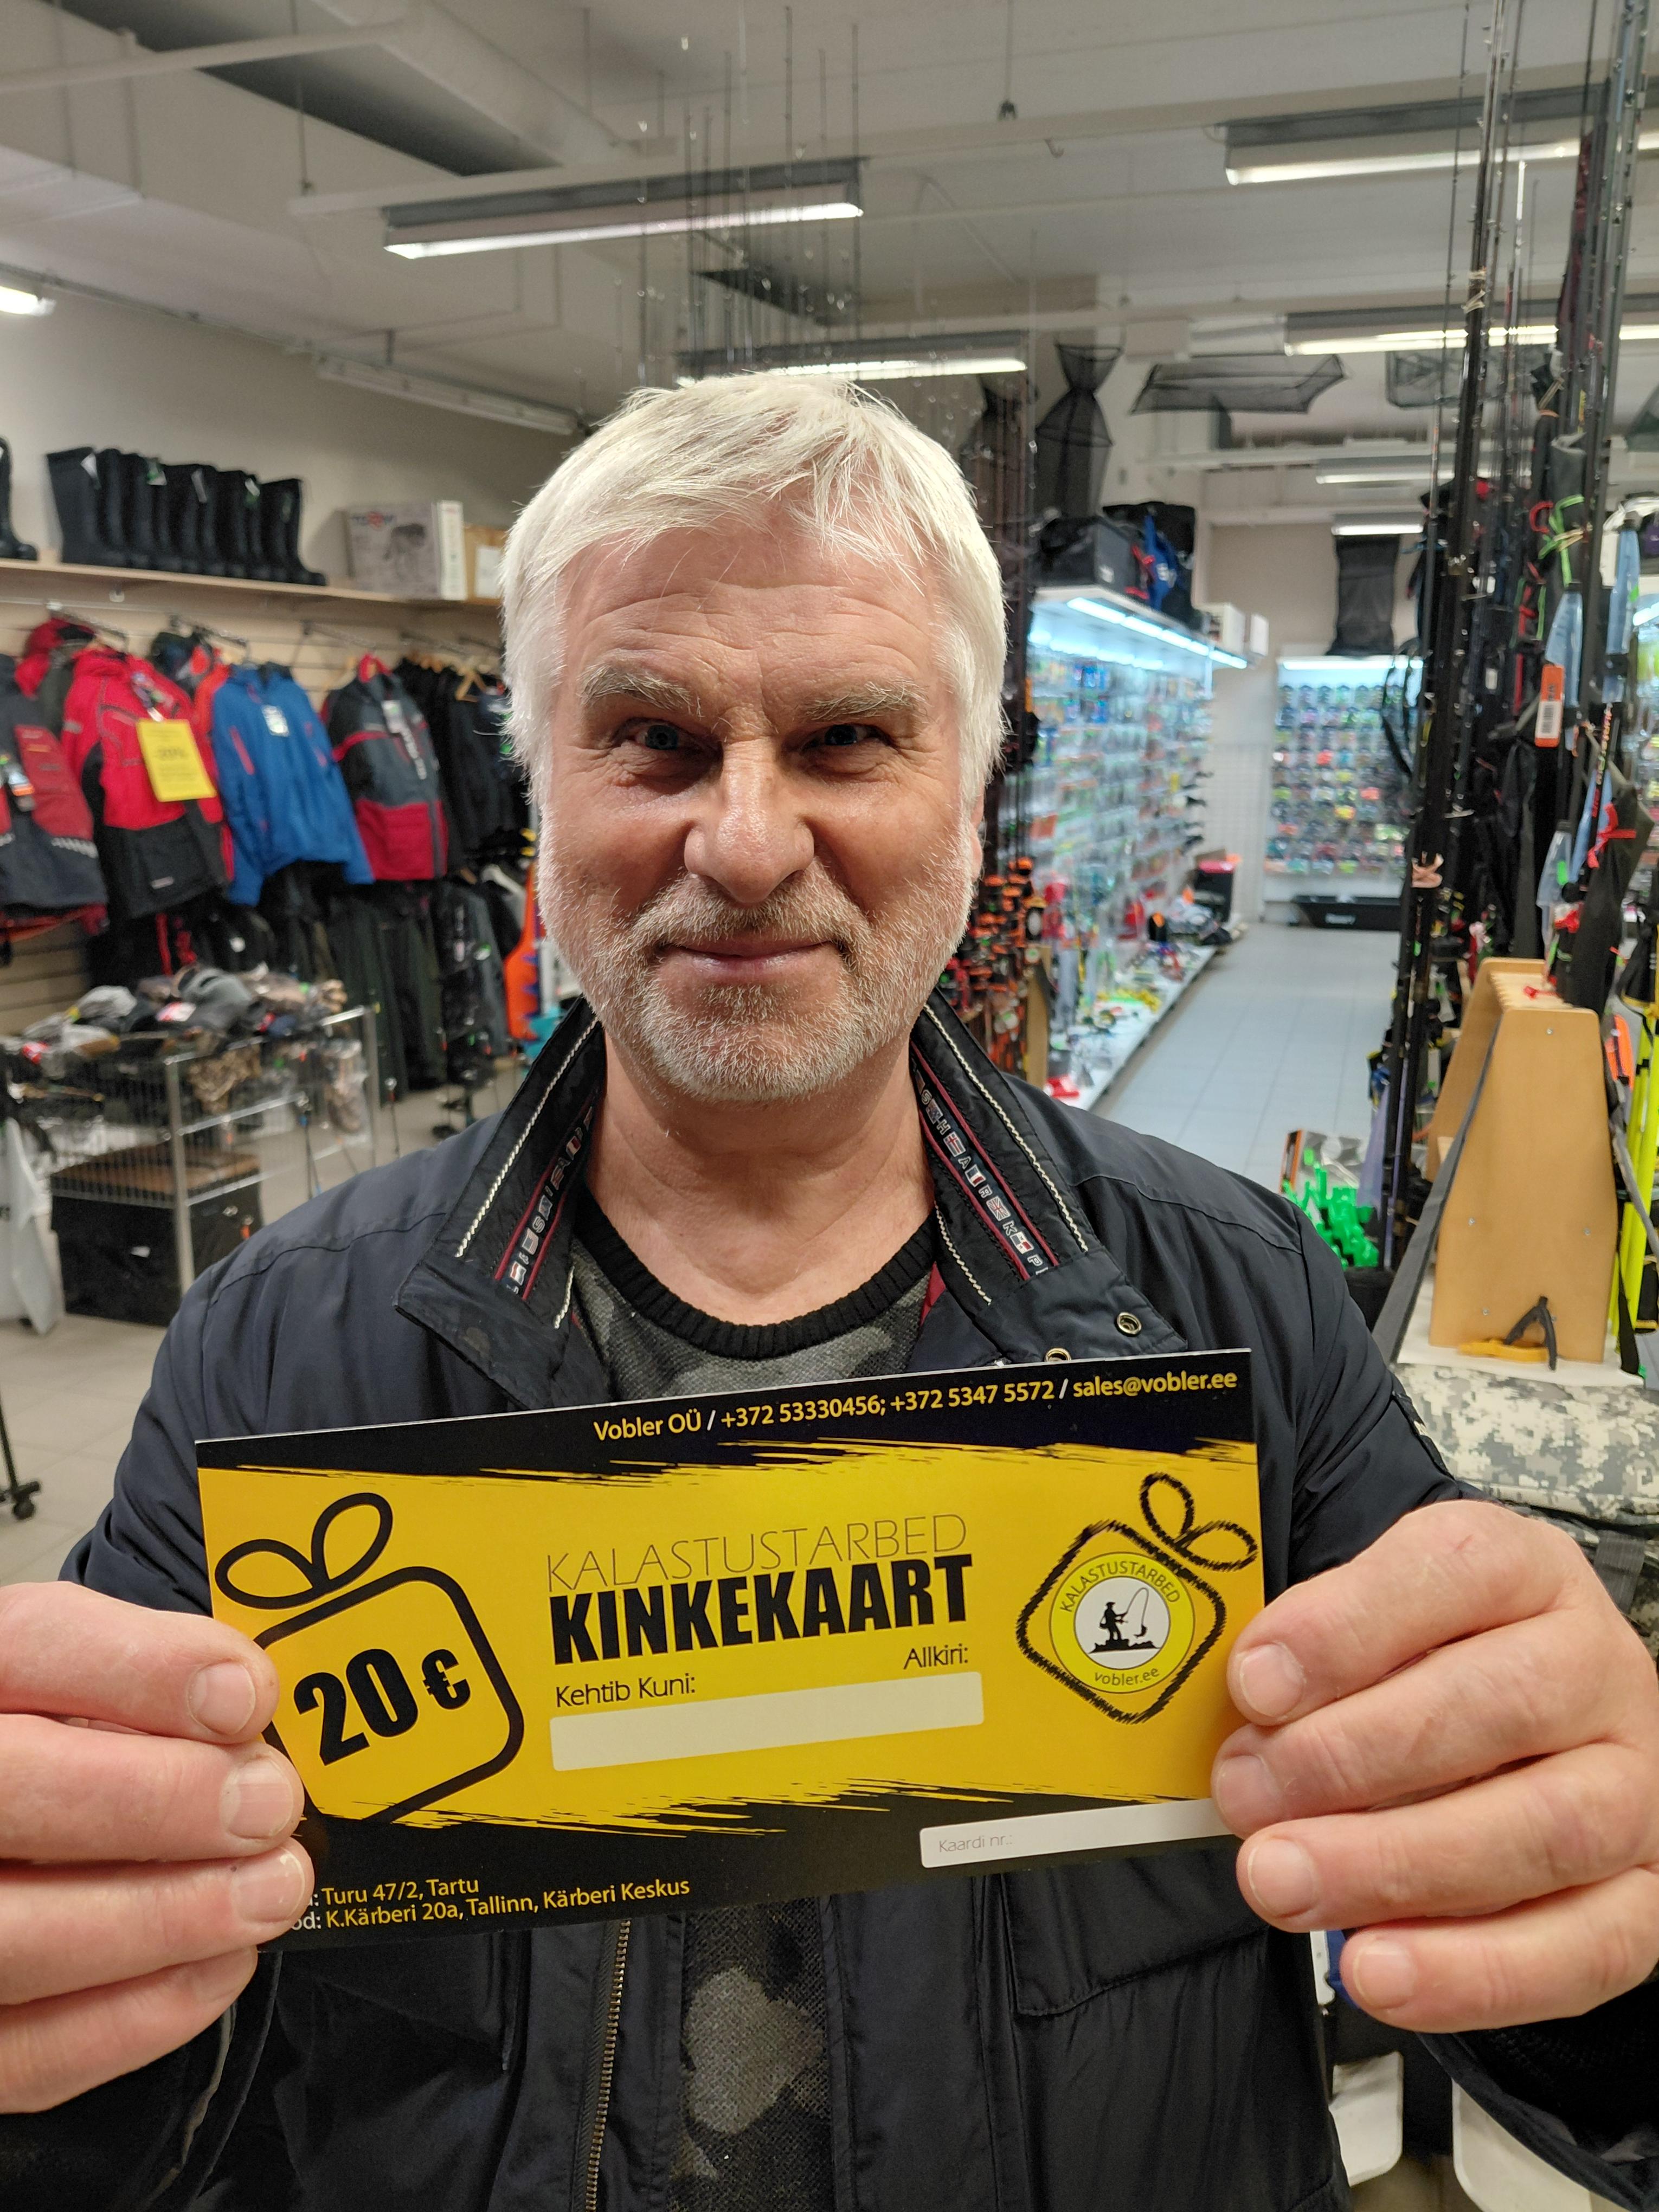 Vobler OÜ / +372 53330456; +372 5347 5572 / sales@vobler.ee
KALASTUSTARBED
KINKEKAART
Allkiri:
Kehtib Kuni:
20 €
KALASTUSTARBED
vobler.ee
Kaardi nr.:
Turu 47/2, Tartu
K.Kärberi 20a, Tallinn, Kärberi Keskus